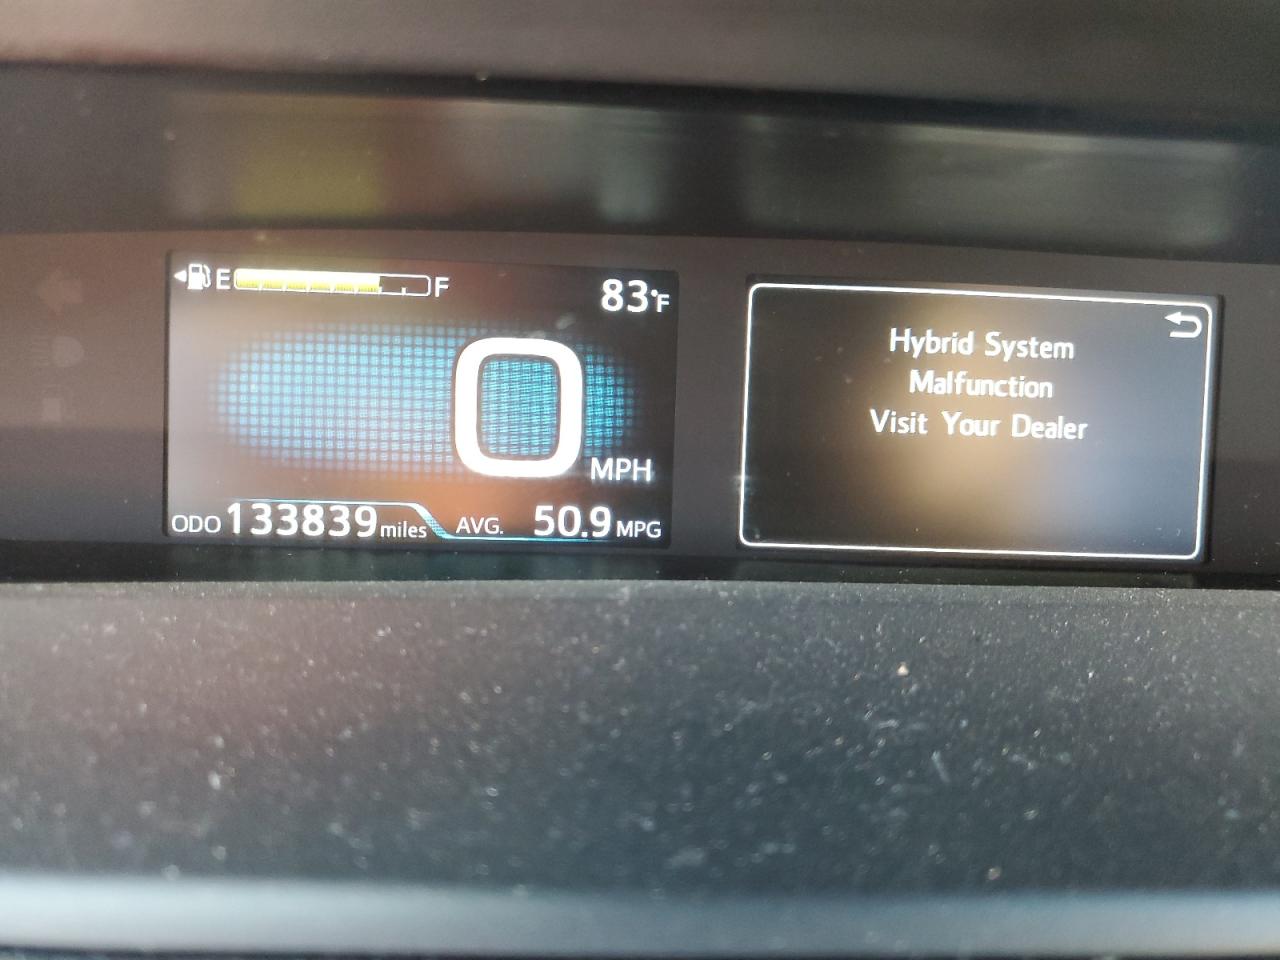 E F
83°F
0 MPH
ODO 133839 miles AVG. 50.9 MPG
Hybrid System
Malfunction
Visit Your Dealer